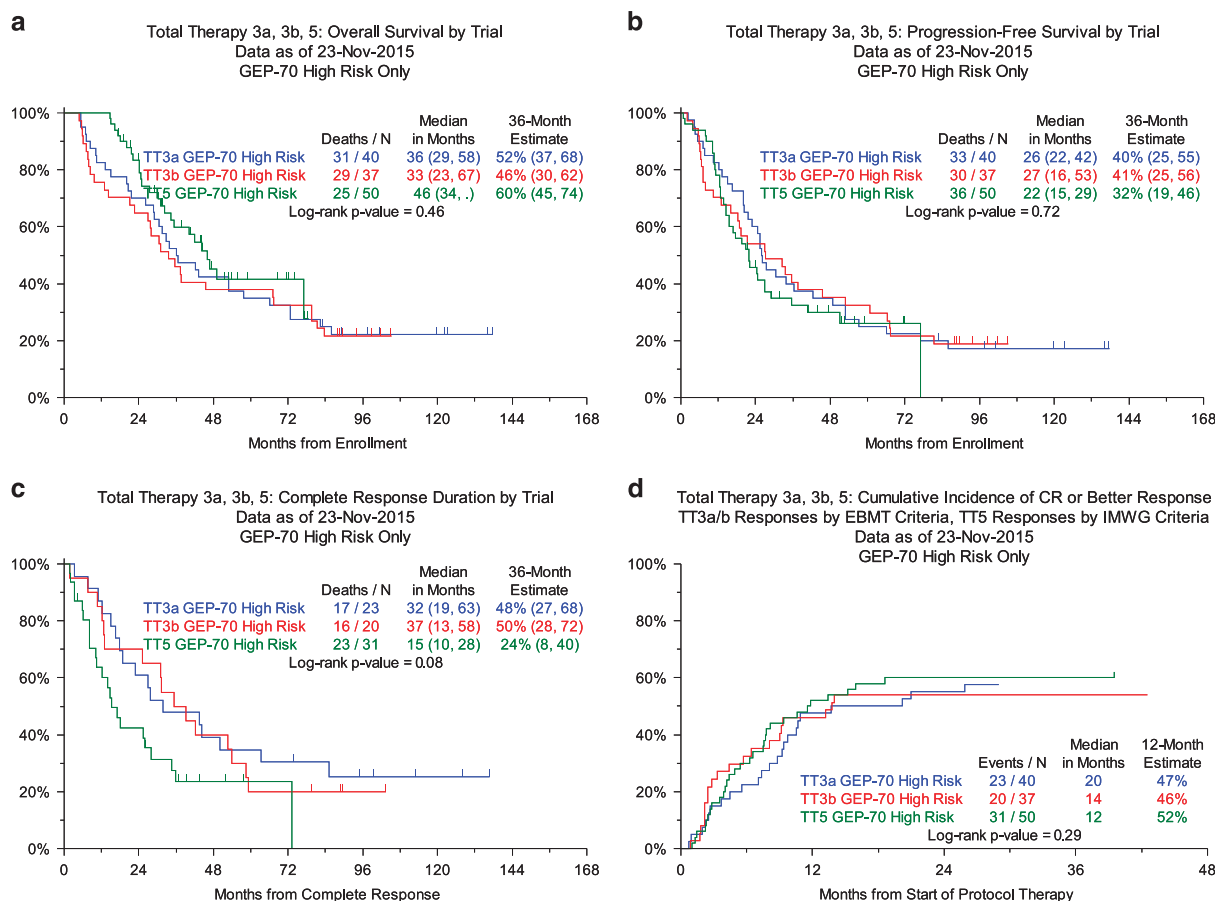 a
Total Therapy 3a, 3b, 5: Overall Survival by Trial
Data as of 23-Nov-2015
GEP-70 High Risk Only
100%
80%
60%
40%
20%
0%
Deaths / N Median in Months 36-Month Estimate
TT3a GEP-70 High Risk 31 / 40 36 (29, 58) 52% (37, 68)
TT3b GEP-70 High Risk 29 / 37 33 (23, 67) 46% (30, 62)
TT5 GEP-70 High Risk 25 / 50 46 (34, .) 60% (45, 74)
Log-rank p-value = 0.46
0 24 48 72 96 120 144 168
Months from Enrollment
b
Total Therapy 3a, 3b, 5: Progression-Free Survival by Trial
Data as of 23-Nov-2015
GEP-70 High Risk Only
100%
80%
60%
40%
20%
0%
Deaths / N Median in Months 36-Month Estimate
TT3a GEP-70 High Risk 33 / 40 26 (22, 42) 40% (25, 55)
TT3b GEP-70 High Risk 30 / 37 27 (16, 53) 41% (25, 56)
TT5 GEP-70 High Risk 36 / 50 22 (15, 29) 32% (19, 46)
Log-rank p-value = 0.72
0 24 48 72 96 120 144 168
Months from Enrollment
c
Total Therapy 3a, 3b, 5: Complete Response Duration by Trial
Data as of 23-Nov-2015
GEP-70 High Risk Only
100%
80%
60%
40%
20%
0%
Deaths / N Median in Months 36-Month Estimate
TT3a GEP-70 High Risk 17 / 23 32 (19, 63) 48% (27, 68)
TT3b GEP-70 High Risk 16 / 20 37 (13, 58) 50% (28, 72)
TT5 GEP-70 High Risk 23 / 31 15 (10, 28) 24% (8, 40)
Log-rank p-value = 0.08
0 24 48 72 96 120 144 168
Months from Complete Response
d
Total Therapy 3a, 3b, 5: Cumulative Incidence of CR or Better Response
TT3a/b Responses by EBMT Criteria, TT5 Responses by IMWG Criteria
Data as of 23-Nov-2015
GEP-70 High Risk Only
100%
80%
60%
40%
20%
0%
Events / N Median in Months 12-Month Estimate
TT3a GEP-70 High Risk 23 / 40 20 47%
TT3b GEP-70 High Risk 20 / 37 14 46%
TT5 GEP-70 High Risk 31 / 50 12 52%
Log-rank p-value = 0.29
0 12 24 36 48
Months from Start of Protocol Therapy